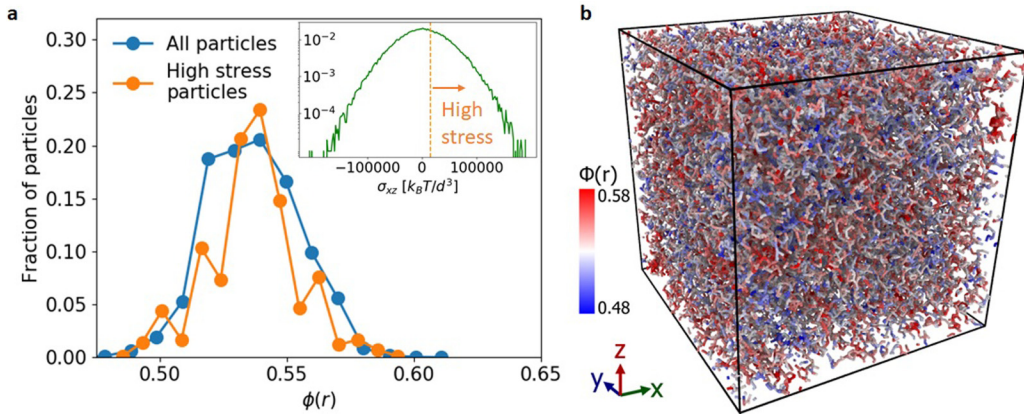 a
0.30
0.25
0.20
0.15
0.10
0.05
0.00
Fraction of particles
0.50
0.55
0.60
0.65
ϕ(r)
All particles
High stress
particles
10⁻²
10⁻³
10⁻⁴
−100000
0
100000
σxz [kBT/d³]
High
stress
b
Φ(r)
0.58
0.48
z
y
x